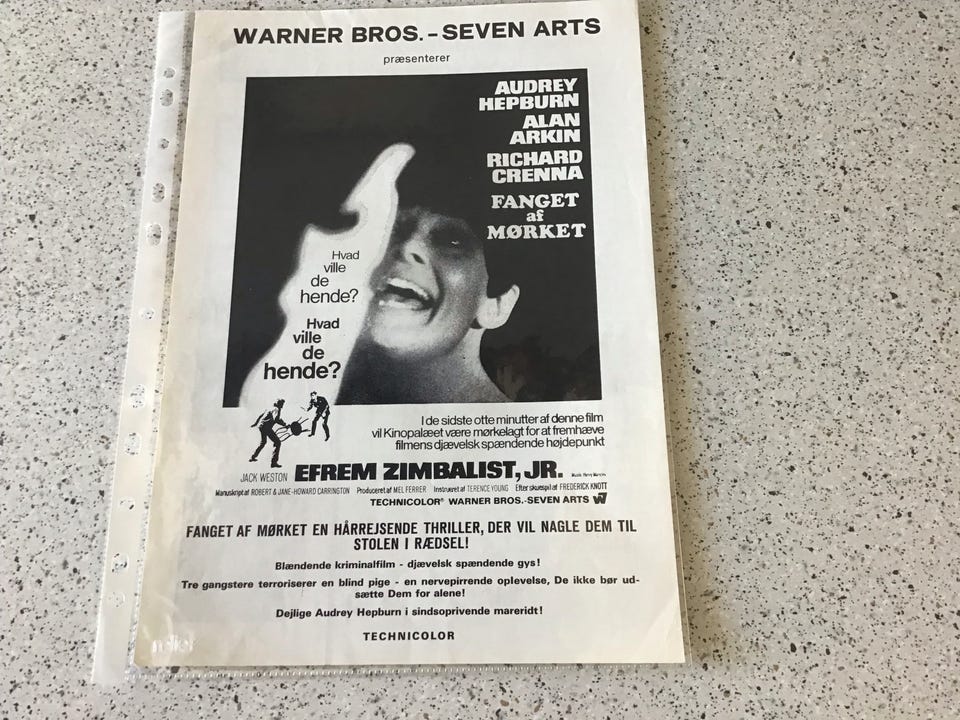 WARNER BROS. - SEVEN ARTS
præsenterer
AUDREY
HEPBURN
ALAN
ARKIN
RICHARD
CRENNA
FANGET
af
MØRKET
Hvad
ville
de
hende?
Hvad
ville
de
hende?
I de sidste otte minutter af denne film
vil Kinopalæet være mørkelagt for at fremhæve
filmens djævelsk spændende højdepunkt
JACK WESTON EFREM ZIMBALIST, JR. Musik: Henry Mancini
Manuskript af ROBERT & JANE-HOWARD CARRINGTON Produceret af MEL FERRER Instrueret af TERENCE YOUNG Efter skuespil af FREDERICK KNOTT
TECHNICOLOR® WARNER BROS.-SEVEN ARTS W7
FANGET AF MØRKET EN HÅRREJSENDE THRILLER, DER VIL NAGLE DEM TIL
STOLEN I RÆDSEL!
Blændende kriminalfilm - djævelsk spændende gys!
Tre gangstere terroriserer en blind pige - en nervepirrende oplevelse, De ikke bør ud-
sætte Dem for alene!
Dejlige Audrey Hepburn i sindsoprivende mareridt!
TECHNICOLOR